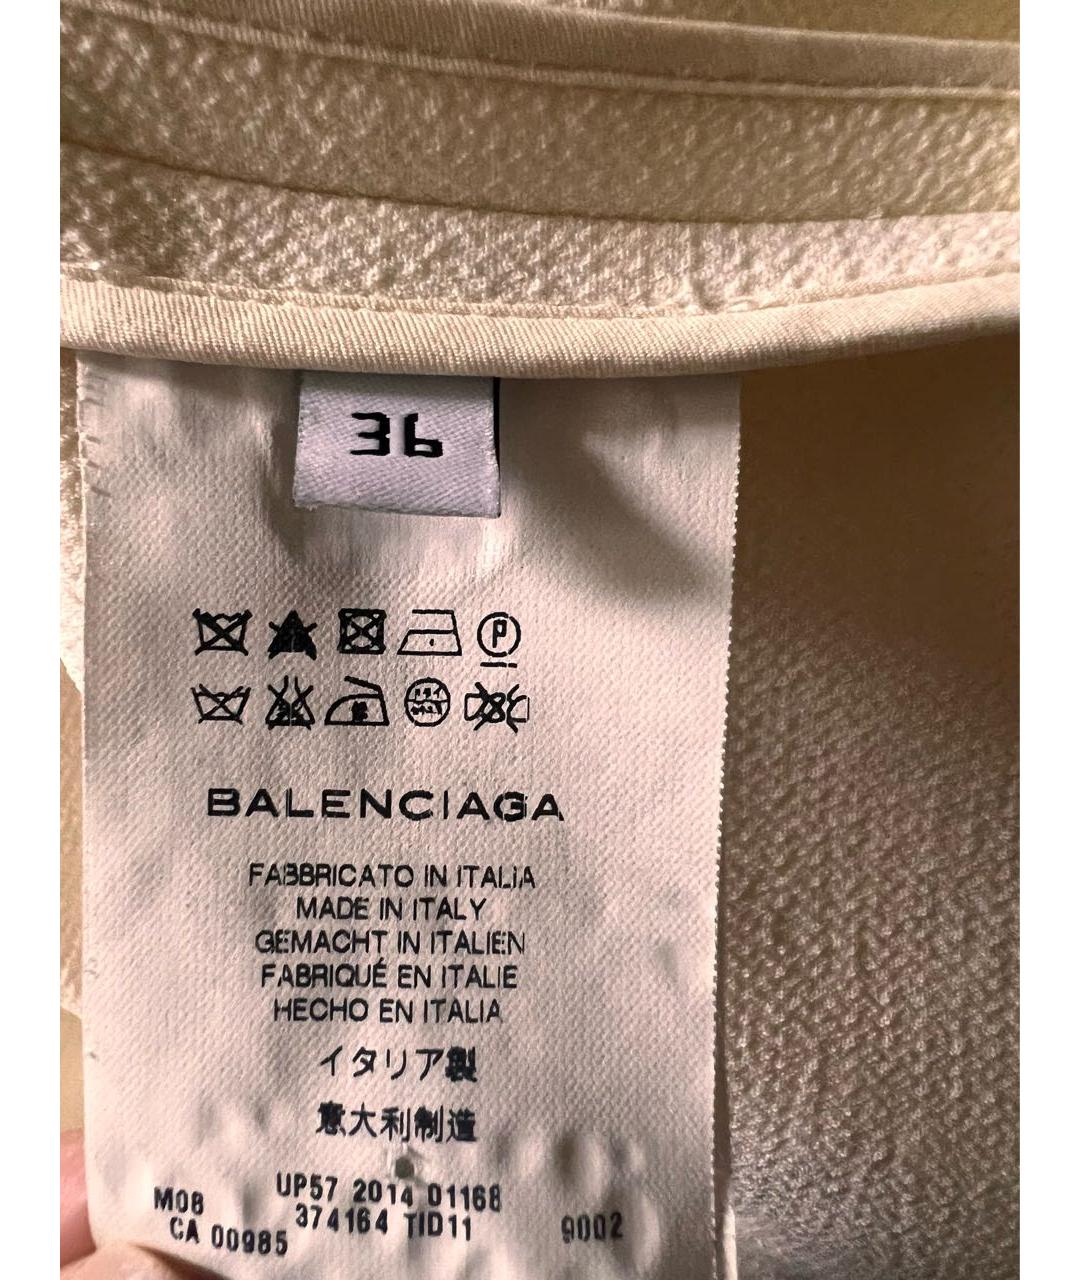 36
P
BALENCIAGA
FABBRICATO IN ITALIA
MADE IN ITALY
GEMACHT IN ITALIEN
FABRIQUÉ EN ITALIE
HECHO EN ITALIA
イタリア製
意大利制造
UP57 2014 01168
M08 374164 TID11 9002
CA 00985